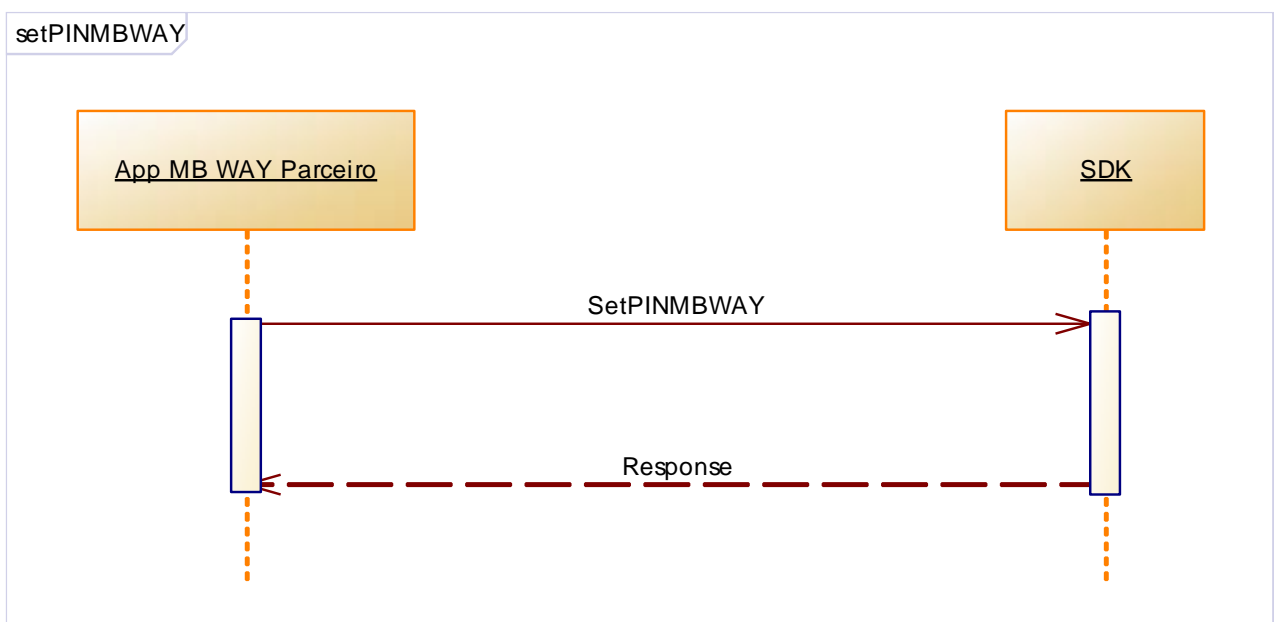 setPINMBWAY
App MB WAY Parceiro
SDK
SetPINMBWAY
Response